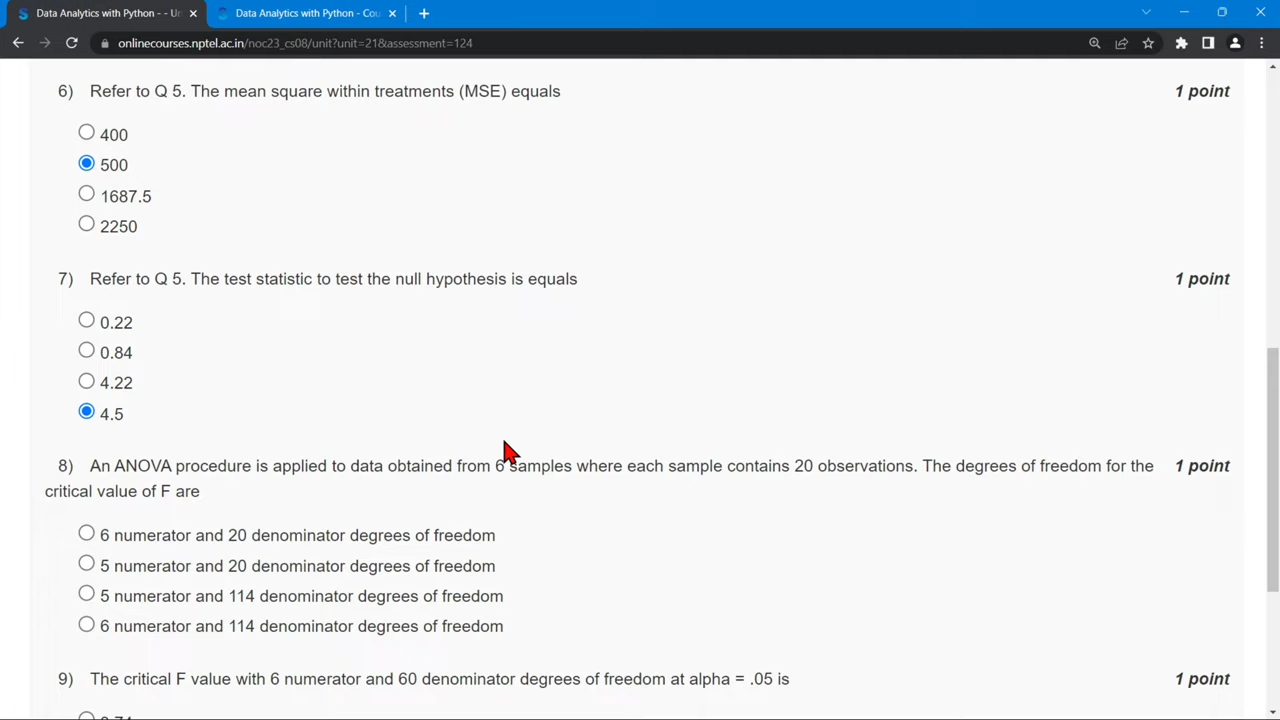 Data Analytics with Python - - Un
Data Analytics with Python - Cou
onlinecourses.nptel.ac.in/noc23_cs08/unit?unit=21&assessment=124
6) Refer to Q 5. The mean square within treatments (MSE) equals 1 point
400
500
1687.5
2250
7) Refer to Q 5. The test statistic to test the null hypothesis is equals 1 point
0.22
0.84
4.22
4.5
8) An ANOVA procedure is applied to data obtained from 6 samples where each sample contains 20 observations. The degrees of freedom for the 1 point
critical value of F are
6 numerator and 20 denominator degrees of freedom
5 numerator and 20 denominator degrees of freedom
5 numerator and 114 denominator degrees of freedom
6 numerator and 114 denominator degrees of freedom
9) The critical F value with 6 numerator and 60 denominator degrees of freedom at alpha = .05 is 1 point